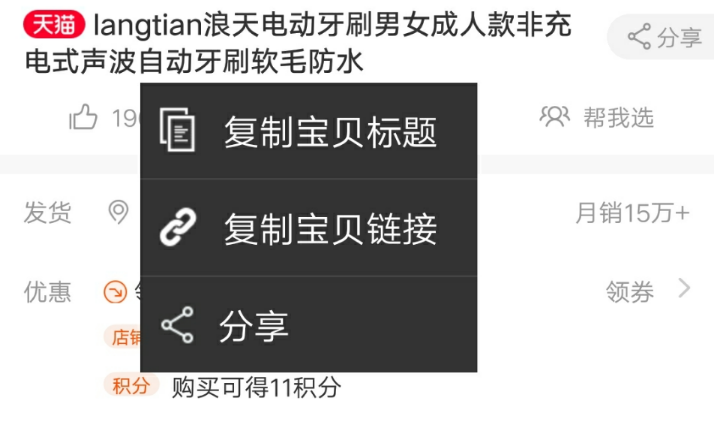 天猫 langtian浪天电动牙刷男女成人款非充
电式声波自动牙刷软毛防水
分享
帮我选
复制宝贝标题
发货
月销15万+
复制宝贝链接
优惠
领券
分享
积分 购买可得11积分